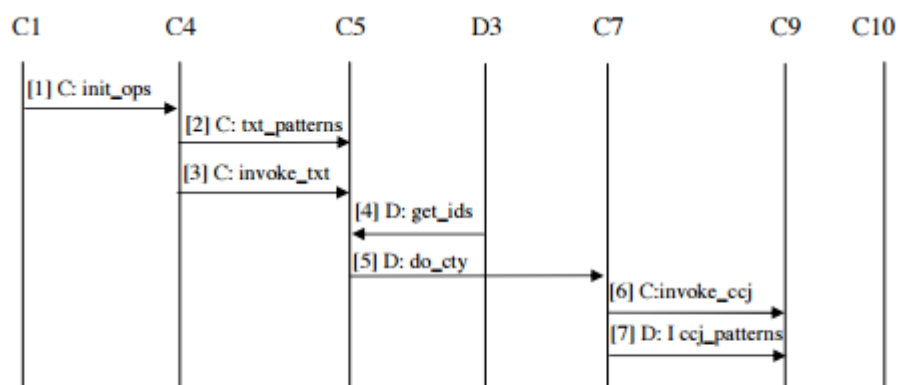 C1 C4 C5 D3 C7 C9 C10
[1] C: init_ops
[2] C: txt_patterns
[3] C: invoke_txt
[4] D: get_ids
[5] D: do_cty
[6] C:invoke_ccj
[7] D: I ccj_patterns